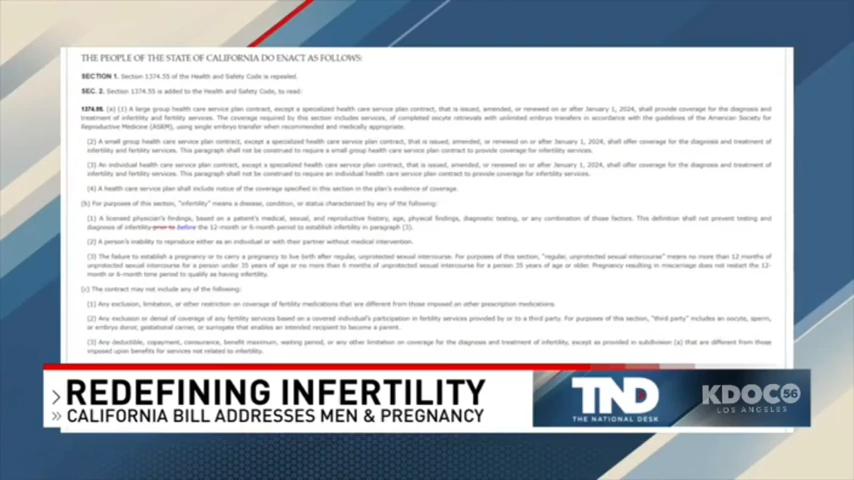 THE PEOPLE OF THE STATE OF CALIFORNIA DO ENACT AS FOLLOWS:
SECTION 1. Section 1374.55 of the Health and Safety Code is repealed.
SEC. 2. Section 1374.55 is added to the Health and Safety Code, to read:
1374.55. (a) (1) A large group health care service plan contract, except a specialized health care service plan contract, that is issued, amended, or renewed on or after January 1, 2024, shall provide coverage for the diagnosis and
treatment of infertility and fertility services. The coverage required by this section includes services, of completed oocyte retrievals with unlimited embryo transfers in accordance with the guidelines of the American Society for
Reproductive Medicine (ASRM), using single embryo transfer when recommended and medically appropriate.
(2) A small group health care service plan contract, except a specialized health care service plan contract, that is issued, amended, or renewed on or after January 1, 2024, shall offer coverage for the diagnosis and treatment of
infertility and fertility services. This paragraph shall not be construed to require a small group health care service plan contract to provide coverage for infertility services.
(3) An individual health care service plan contract, except a specialized health care service plan contract, that is issued, amended, or renewed on or after January 1, 2024, shall offer coverage for the diagnosis and treatment of
infertility and fertility services. This paragraph shall not be construed to require an individual health care service plan contract to provide coverage for infertility services.
(4) A health care service plan shall include notice of the coverage specified in this section in the plan's evidence of coverage.
(b) For purposes of this section, "infertility" means a disease, condition, or status characterized by any of the following:
(1) A licensed physician's findings, based on a patient's medical, sexual, and reproductive history, age, physical findings, diagnostic testing, or any combination of those factors. This definition shall not prevent testing and
diagnosis of infertility prior to before the 12-month or 6-month period to establish infertility in paragraph (3).
(2) A person's inability to reproduce either as an individual or with their partner without medical intervention.
(3) The failure to establish a pregnancy or to carry a pregnancy to live birth after regular, unprotected sexual intercourse. For purposes of this section, "regular, unprotected sexual intercourse" means no more than 12 months of
unprotected sexual intercourse for a person under 35 years of age or no more than 6 months of unprotected sexual intercourse for a person 35 years of age or older. Pregnancy resulting in miscarriage does not restart the 12-
month or 6-month time period to qualify as having infertility.
(c) The contract may not include any of the following:
(1) Any exclusion, limitation, or other restriction on coverage of fertility medications that are different from those imposed on other prescription medications.
(2) Any exclusion or denial of coverage of any fertility services based on a covered individual's participation in fertility services provided by or to a third party. For purposes of this section, "third party" includes an oocyte, sperm,
or embryo donor, gestational carrier, or surrogate that enables an intended recipient to become a parent.
(3) Any deductible, copayment, coinsurance, benefit maximum, waiting period, or any other limitation on coverage for the diagnosis and treatment of infertility, except as provided in subdivision (a) that are different from those
imposed upon benefits for services not related to infertility.
REDEFINING INFERTILITY
CALIFORNIA BILL ADDRESSES MEN & PREGNANCY
TND
THE NATIONAL DESK
KDOC 56
LOS ANGELES